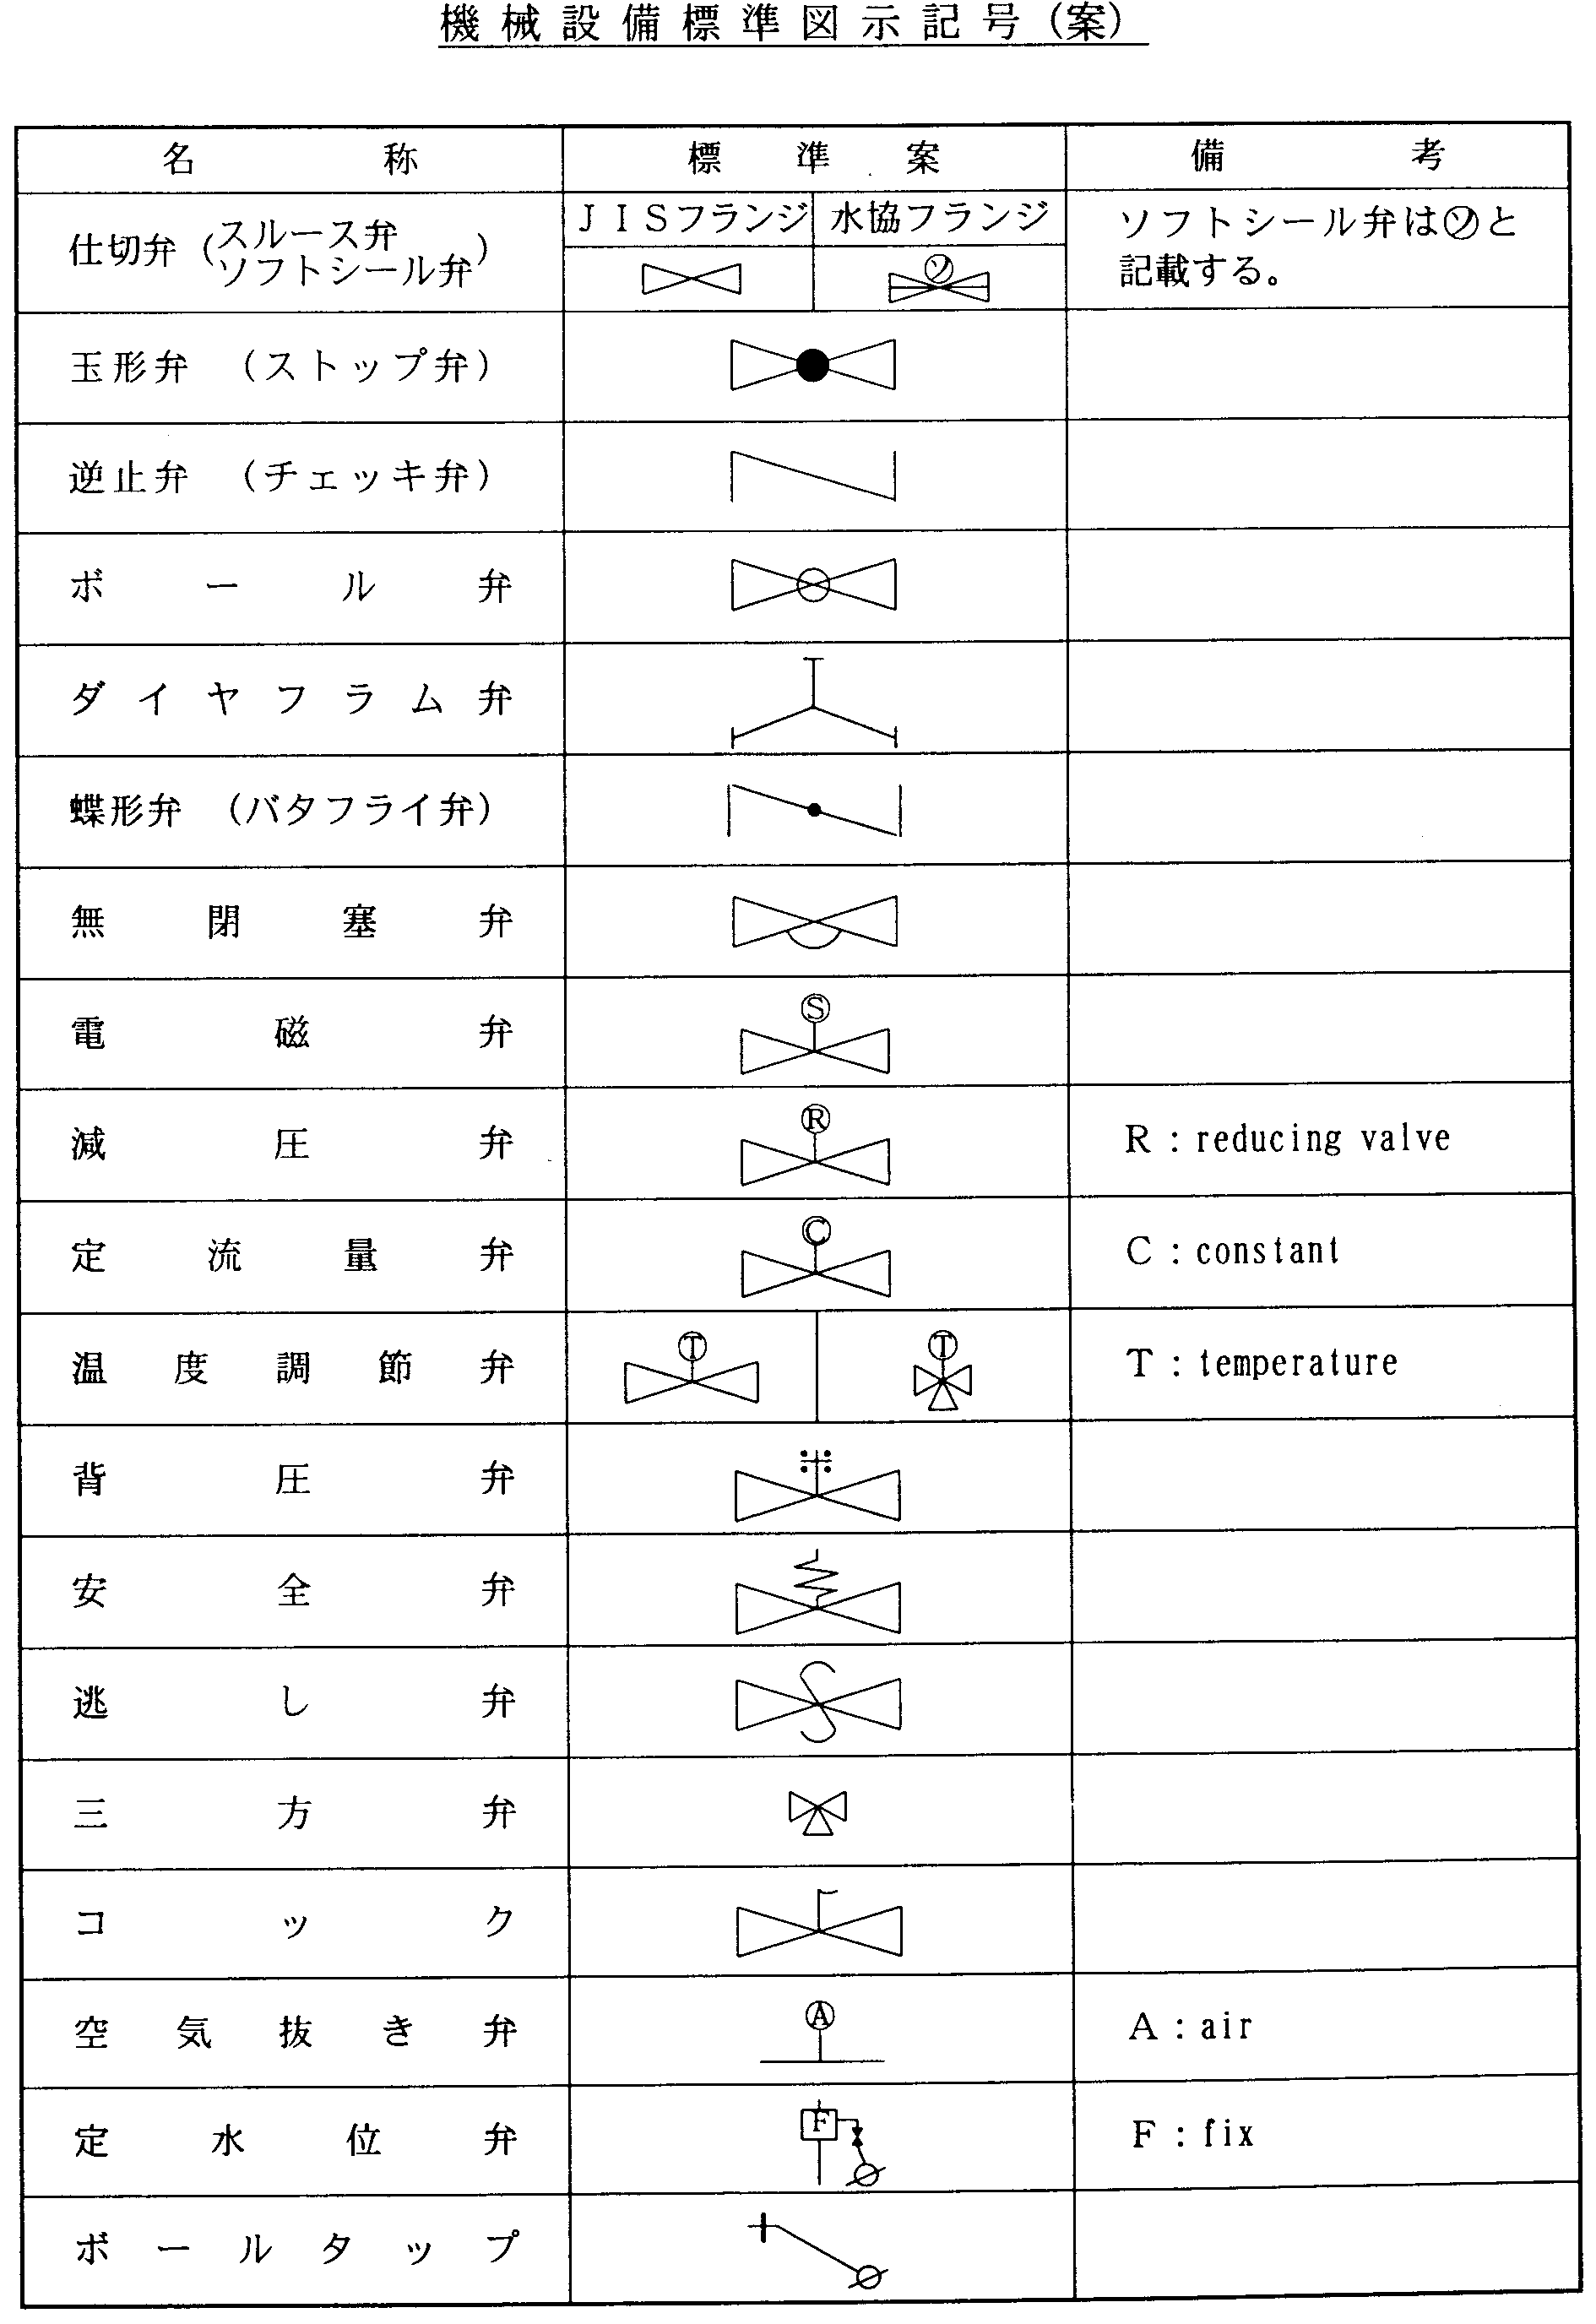 機械設備標準図示記号(案)
名称 標準案 備考
仕切弁(スルース弁
ソフトシール弁)
JISフランジ 水協フランジ
ソ
ソフトシール弁は㋞と
記載する。
玉形弁 (ストップ弁)
逆止弁 (チェッキ弁)
ボール弁
ダイヤフラム弁
蝶形弁 (バタフライ弁)
無閉塞弁
電磁弁 S
減圧弁 R R:reducing valve
定流量弁 C C:constant
温度調節弁 T T T:temperature
背圧弁
安全弁
逃し弁
三方弁
コック
空気抜き弁 A A:air
定水位弁 F F:fix
ボールタップ